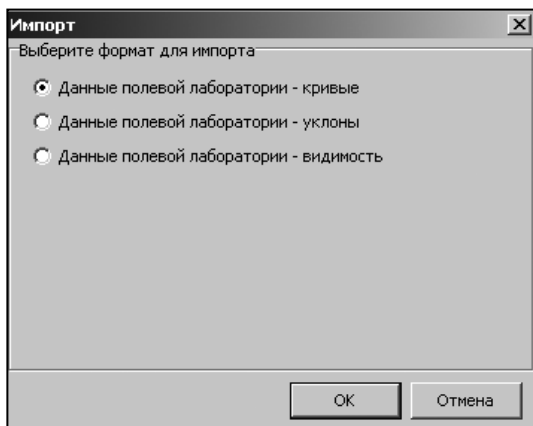 Импорт
Выберите формат для импорта
Данные полевой лаборатории - кривые
Данные полевой лаборатории - уклоны
Данные полевой лаборатории - видимость
OK
Отмена